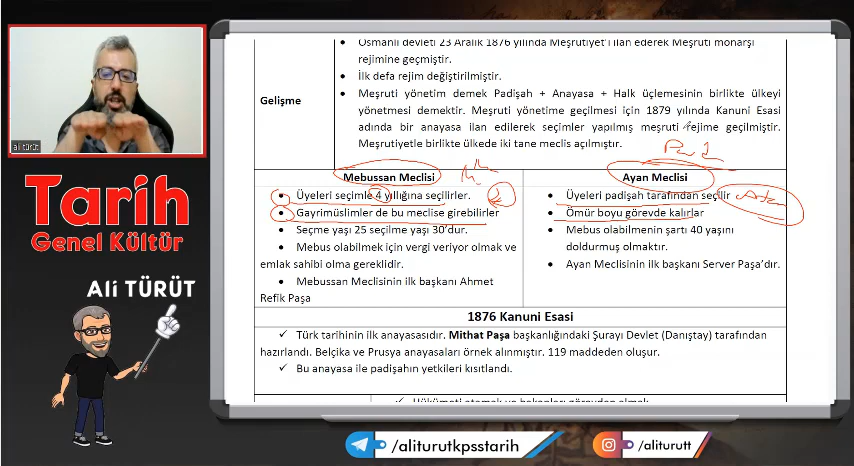 Osmanlı devleti 23 Aralık 1876 yılında Meşrutiyet'i ilan ederek Meşruti monarşi
rejimine geçmiştir.
İlk defa rejim değiştirilmiştir.
Gelişme
Meşruti yönetim demek Padişah + Anayasa + Halk üçlemesinin birlikte ülkeyi
yönetmesi demektir. Meşruti yönetime geçilmesi için 1879 yılında Kanuni Esasi
adında bir anayasa ilan edilerek seçimler yapılmış meşruti rejime geçilmiştir.
Meşrutiyetle birlikte ülkede iki tane meclis açılmıştır.
Mebussan Meclisi
Üyeleri seçimle 4 yıllığına seçilirler.
Gayrimüslimler de bu meclise girebilirler
Seçme yaşı 25 seçilme yaşı 30'dur.
Mebus olabilmek için vergi veriyor olmak ve
emlak sahibi olma gereklidir.
Mebussan Meclisinin ilk başkanı Ahmet
Refik Paşa
Ayan Meclisi
Üyeleri padişah tarafından seçilir
Ömür boyu görevde kalırlar
Mebus olabilmenin şartı 40 yaşını
doldurmuş olmaktır.
Ayan Meclisinin ilk başkanı Server Paşa'dır.
1876 Kanuni Esasi
Türk tarihinin ilk anayasasıdır. Mithat Paşa başkanlığındaki Şurayı Devlet (Danıştay) tarafından
hazırlandı. Belçika ve Prusya anayasaları örnek alınmıştır. 119 maddeden oluşur.
Bu anayasa ile padişahın yetkileri kısıtlandı.
ali türüt
Tarih
Genel Kültür
Ali TÜRÜT
/aliturutkpsstarih
/aliturutt